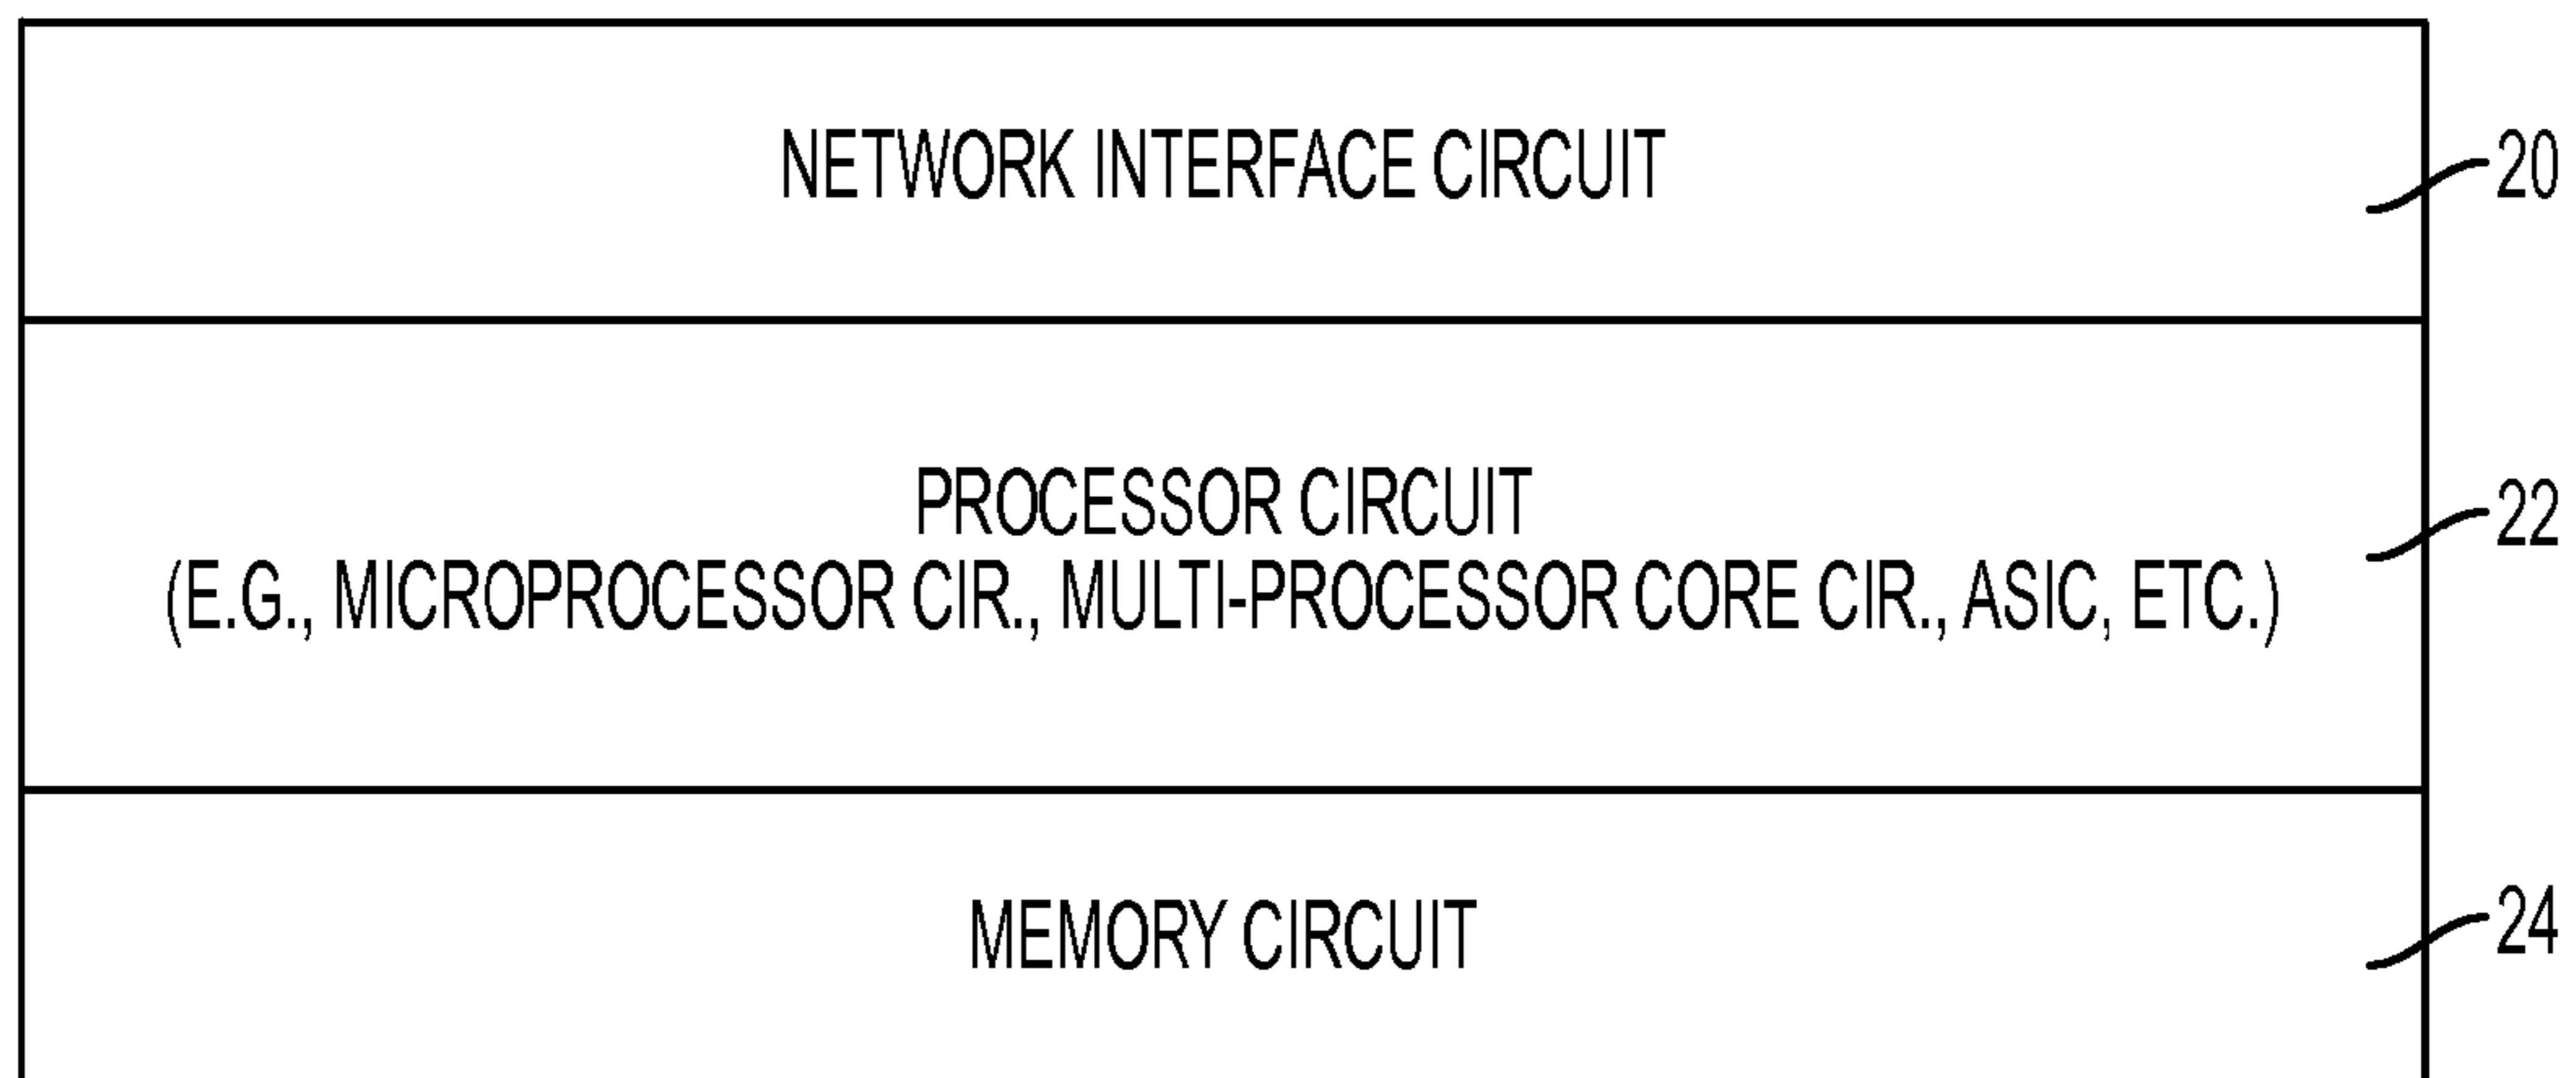 NETWORK INTERFACE CIRCUIT
20
PROCESSOR CIRCUIT
22
(E.G., MICROPROCESSOR CIR., MULTI-PROCESSOR CORE CIR., ASIC, ETC.)
MEMORY CIRCUIT
24